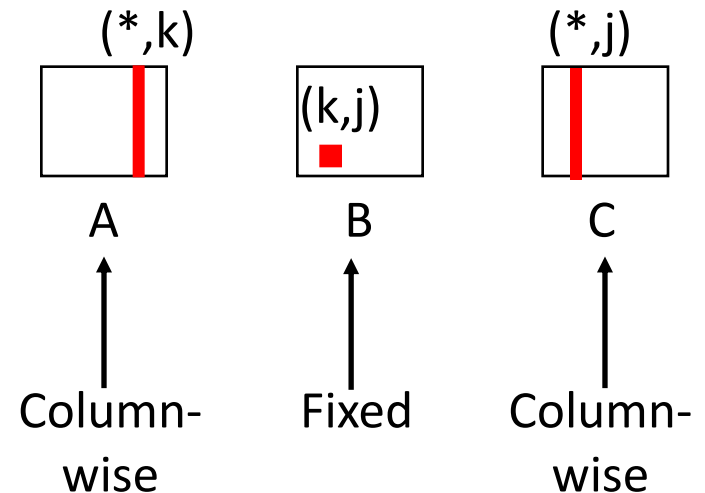 (*,k)
(*,j)
(k,j)
A
B
C
Column-
wise
Fixed
Column-
wise